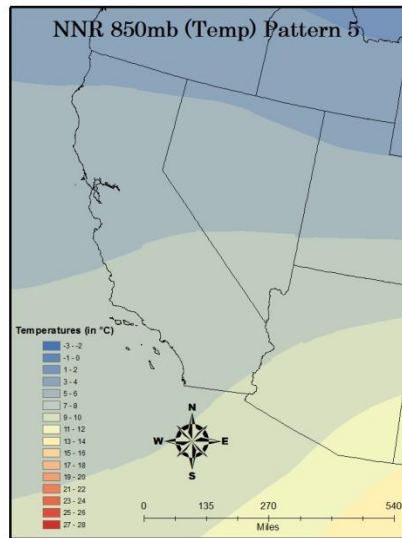 NNR 850mb (Temp) Pattern 5
Temperatures (in °C)
-3 - -2
-1 - 0
1 - 2
3 - 4
5 - 6
7 - 8
9 - 10
11 - 12
13 - 14
15 - 16
17 - 18
19 - 20
21 - 22
23 - 24
25 - 26
27 - 28
N
W E
S
0 135 270 540
Miles